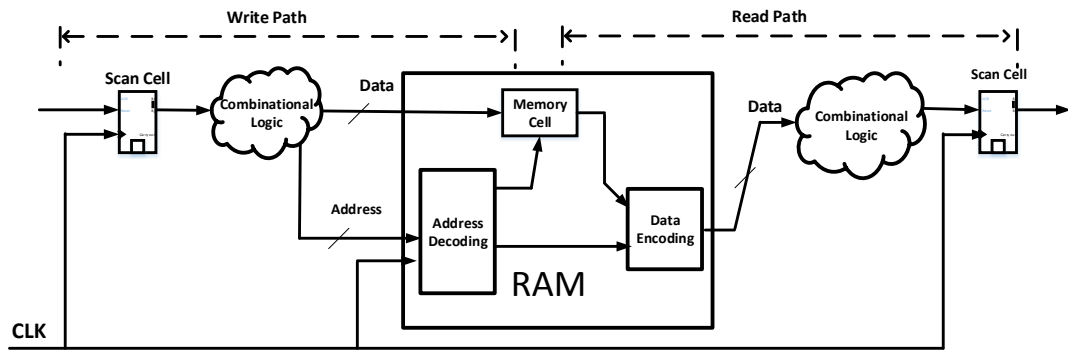 Write Path
Read Path
Scan Cell
Combinational
Logic
Data
Memory
Cell
Data
Combinational
Logic
Scan Cell
Address
Address
Decoding
Data
Encoding
RAM
CLK